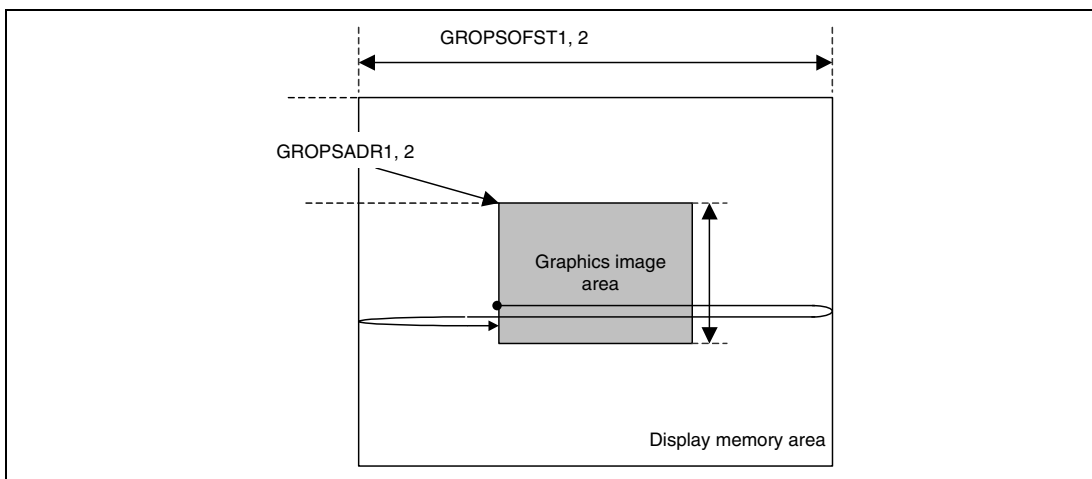 GROPSOFST1, 2
GROPSADR1, 2
Graphics image
area
Display memory area